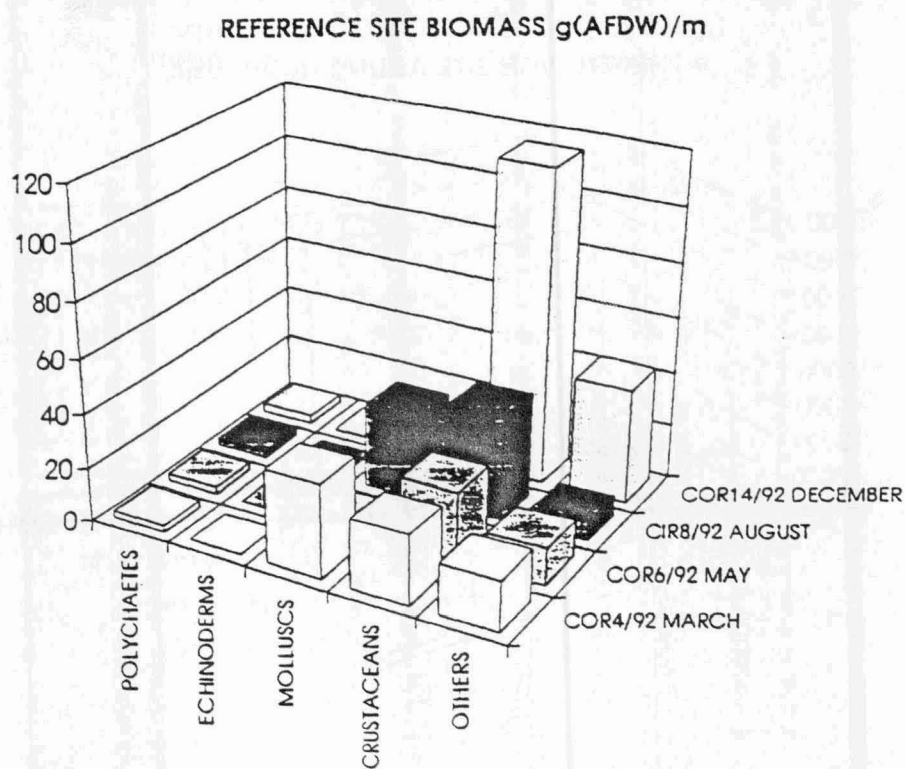 REFERENCE SITE BIOMASS g(AFDW)/m
120
100
80
60
40
20
0
POLYCHAETES
ECHINODERMS
MOLLUSCS
CRUSTACEANS
OTHERS
COR14/92 DECEMBER
CIR8/92 AUGUST
COR6/92 MAY
COR4/92 MARCH